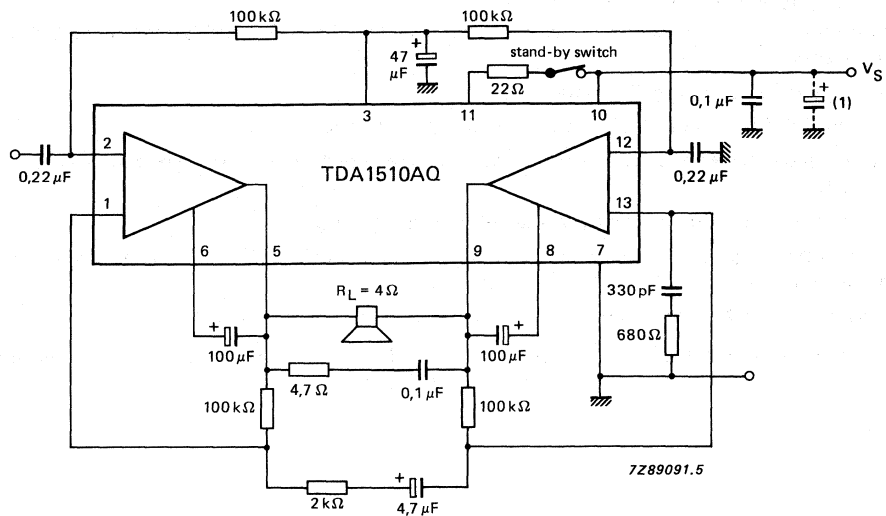 100 kΩ
100 kΩ
47
μF
+
stand-by switch
22Ω
VS
0,1 μF
+
(1)
3
11
10
2
0,22 μF
1
TDA1510AQ
12
0,22 μF
13
6
5
9
8
7
RL = 4Ω
330 pF
+
100 μF
100 μF
+
680Ω
4,7 Ω
0,1 μF
100 kΩ
100 kΩ
2 kΩ
+
4,7 μF
7Z89091.5